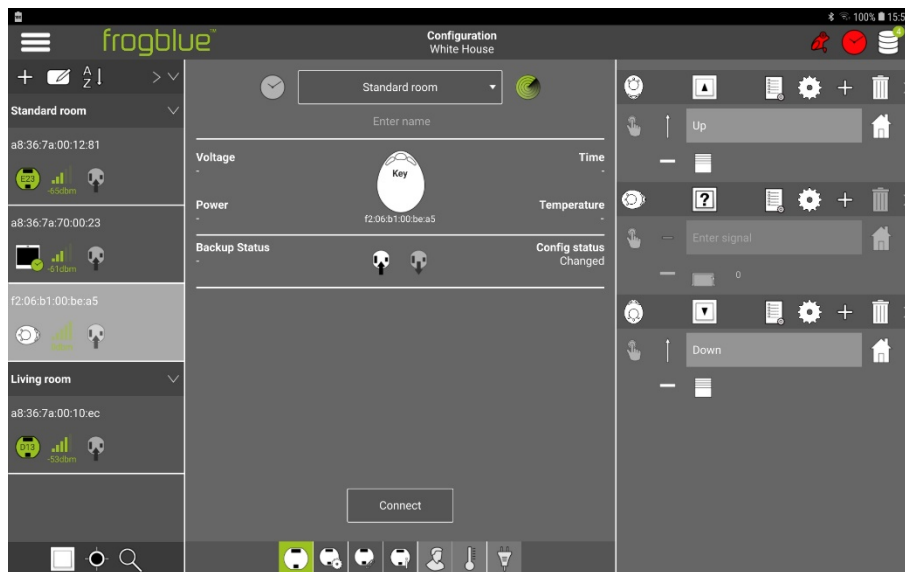 100% 15:5
frogblue™
Configuration
White House
4
A
Z
Standard room
a8:36:7a:00:12:81
E23
-65dbm
a8:36:7a:70:00:23
-61dbm
f2:06:b1:00:be:a5
Living room
a8:36:7a:00:10:ec
D13
-53dbm
Standard room
Enter name
Voltage
-
Time
-
Key
Power
-
Temperature
-
f2:06:b1:00:be:a5
Backup Status
-
Config status
Changed
Connect
Up
?
Enter signal
0
Down